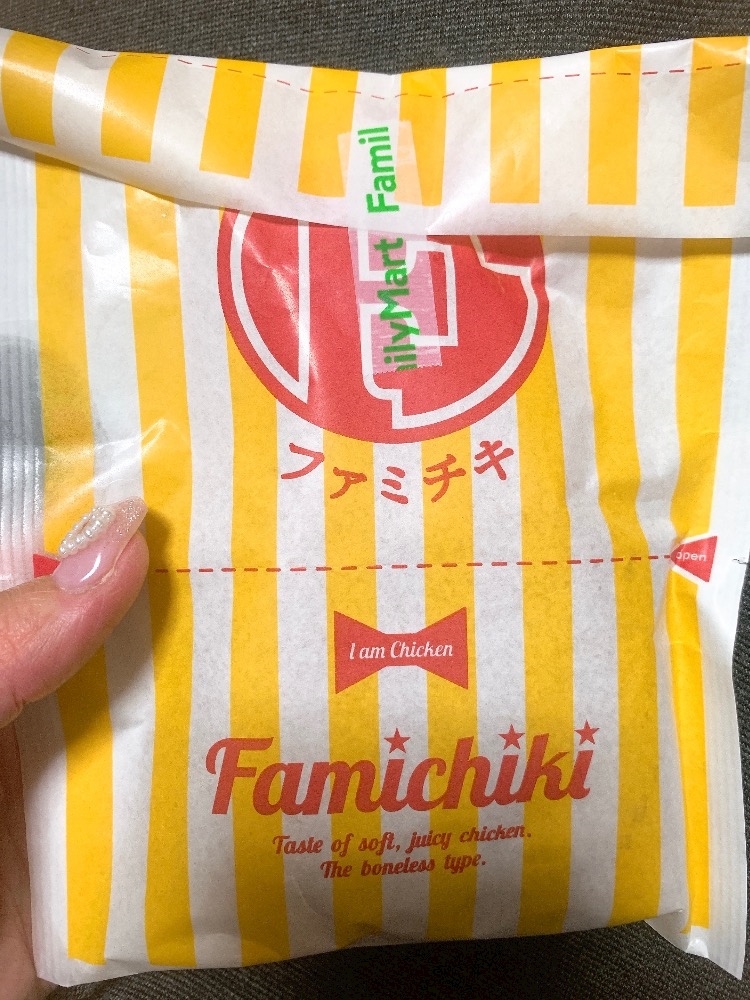 Famil
ilyMart
ファミチキ
open
I am Chicken
Famichiki
Taste of soft, juicy chicken.
The boneless type.